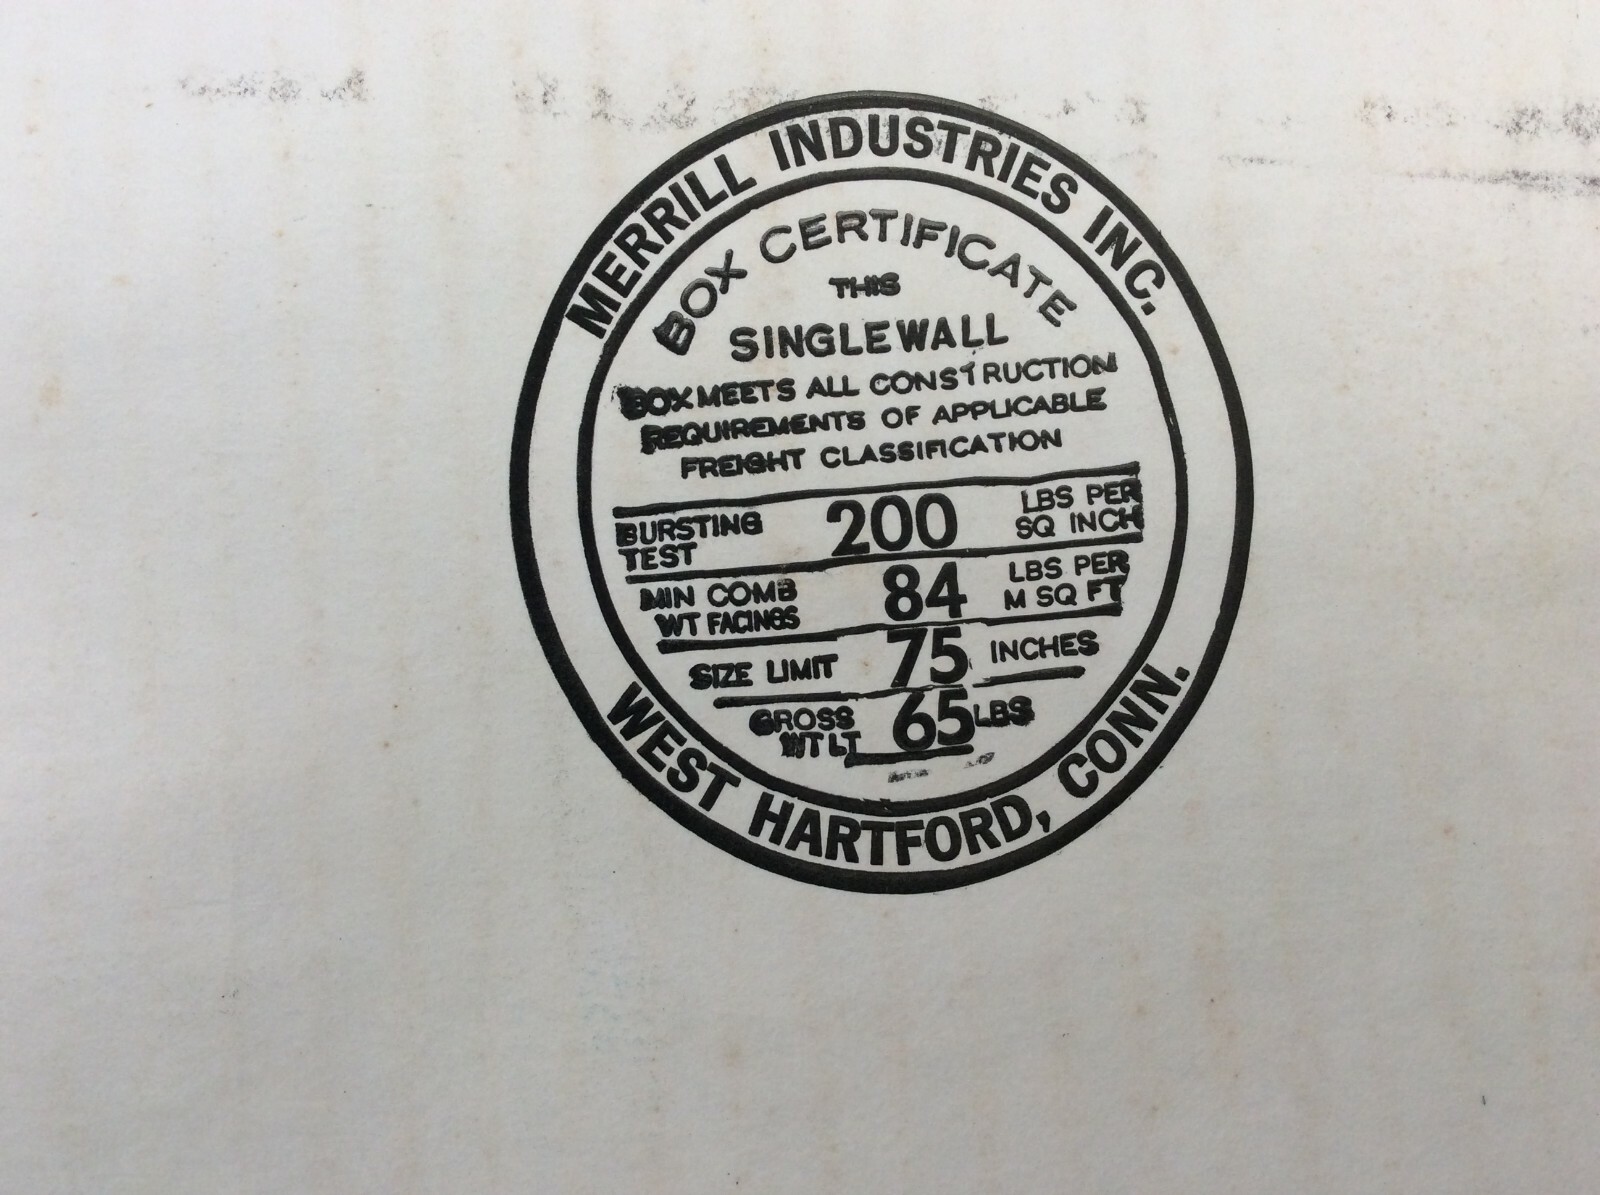 MERRILL INDUSTRIES INC.
BOX CERTIFICATE
THIS
SINGLEWALL
BOX MEETS ALL CONSTRUCTION
REQUIREMENTS OF APPLICABLE
FREIGHT CLASSIFICATION
BURSTING TEST 200 LBS PER SQ INCH
MIN COMB WT FACINGS 84 LBS PER M SQ FT
SIZE LIMIT 75 INCHES
GROSS WT LT 65 LBS
WEST HARTFORD, CONN.